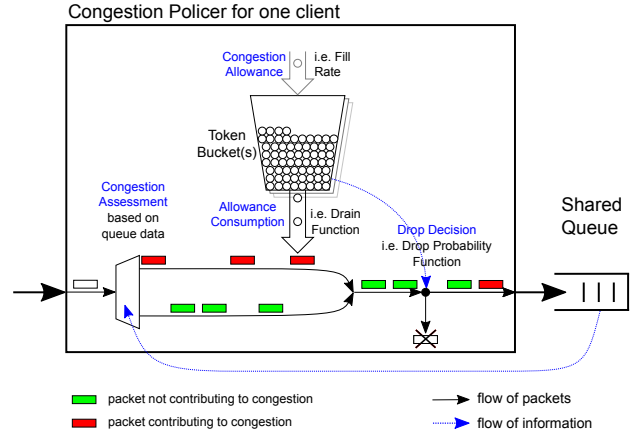 Congestion Policer for one client
Congestion
Allowance
i.e. Fill
Rate
Token
Bucket(s)
Congestion
Assessment
based on
queue data
Allowance
Consumption
i.e. Drain
Function
Drop Decision
i.e. Drop Probability
Function
Shared
Queue
packet not contributing to congestion
packet contributing to congestion
flow of packets
flow of information